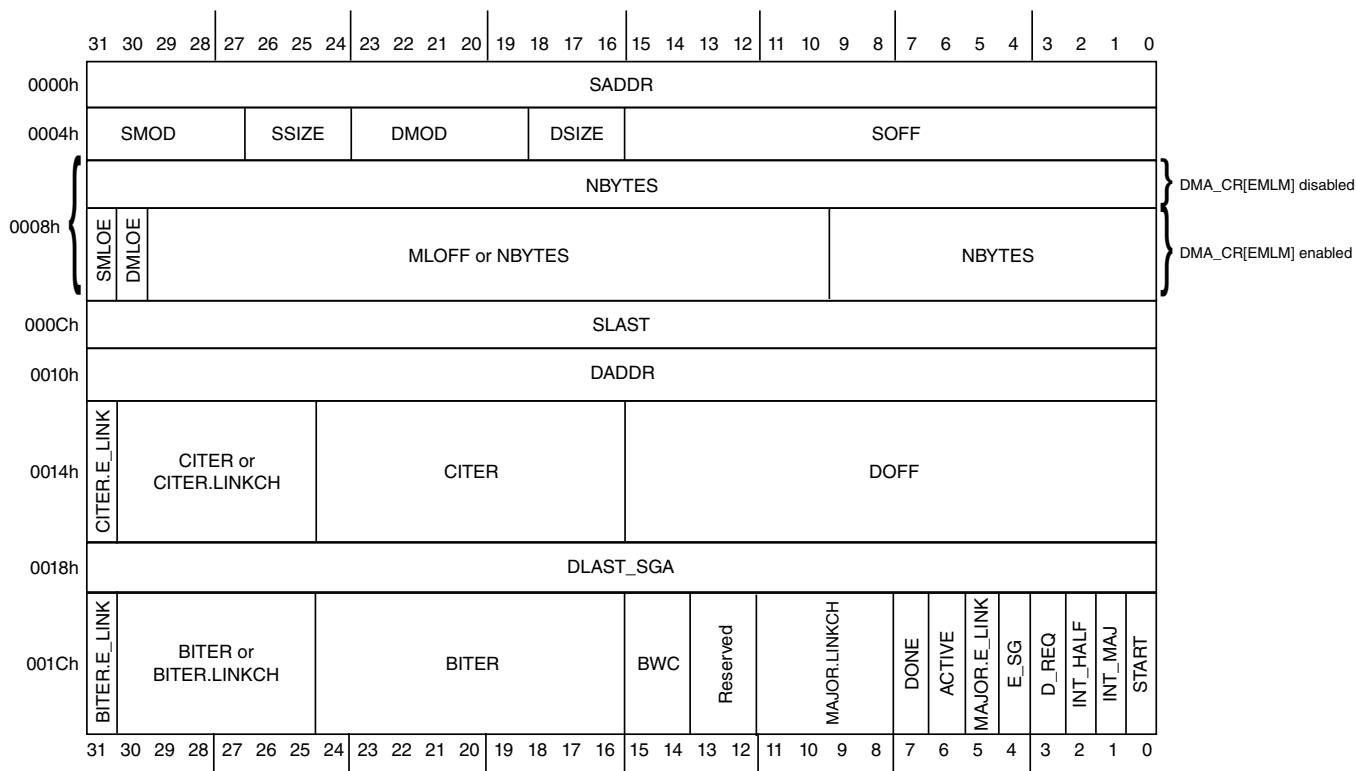 31 30 29 28 27 26 25 24 23 22 21 20 19 18 17 16 15 14 13 12 11 10 9 8 7 6 5 4 3 2 1 0
0000h SADDR
0004h SMOD SSIZE DMOD DSIZE SOFF
NBYTES DMA_CR[EMLM] disabled
0008h
SMLOE DMLOE MLOFF or NBYTES NBYTES DMA_CR[EMLM] enabled
000Ch SLAST
0010h DADDR
0014h CITER.E_LINK CITER or
CITER.LINKCH CITER DOFF
0018h DLAST_SGA
001Ch BITER.E_LINK BITER or
BITER.LINKCH BITER BWC Reserved MAJOR.LINKCH DONE ACTIVE MAJOR.E_LINK E_SG D_REQ INT_HALF INT_MAJ START
31 30 29 28 27 26 25 24 23 22 21 20 19 18 17 16 15 14 13 12 11 10 9 8 7 6 5 4 3 2 1 0